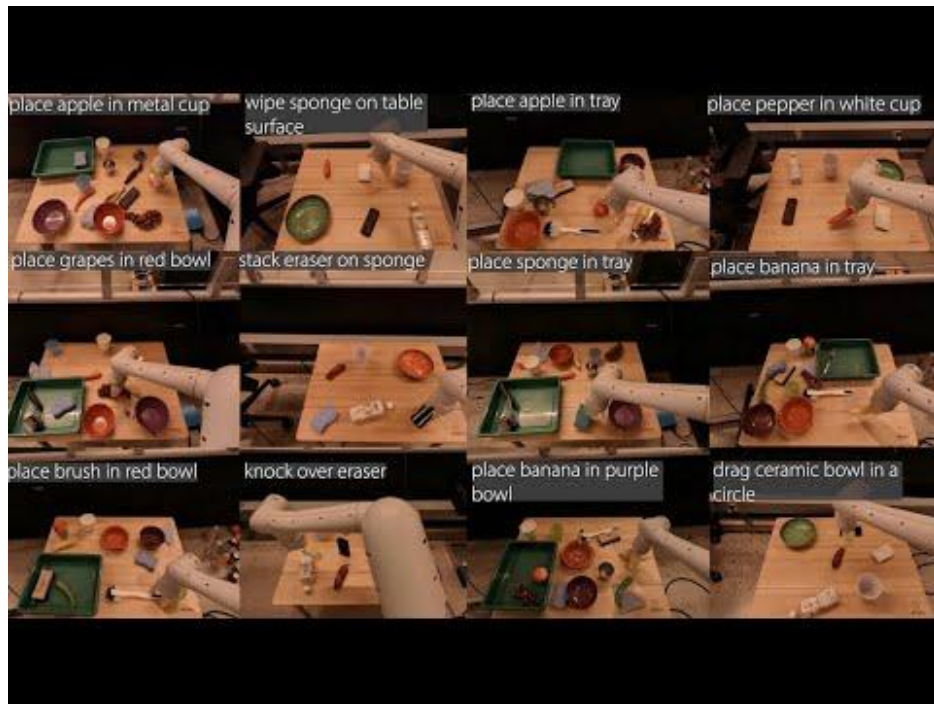 place apple in metal cup
wipe sponge on table
surface
place apple in tray
place pepper in white cup
place grapes in red bowl
stack eraser on sponge
place sponge in tray
place banana in tray
place brush in red bowl
knock over eraser
place banana in purple
bowl
drag ceramic bowl in a
circle